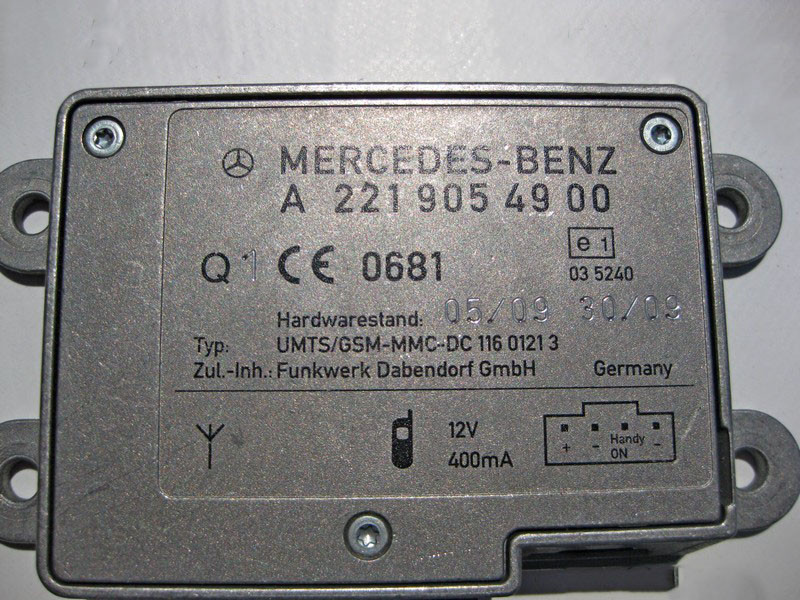 MERCEDES-BENZ
A 221 905 49 00
Q1 CE 0681
e1
03 5240
Hardwarestand: 05/09 30/09
Typ: UMTS/GSM-MMC-DC 116 0121 3
Zul.-Inh.: Funkwerk Dabendorf GmbH Germany
12V
400mA
+ - Handy -
ON